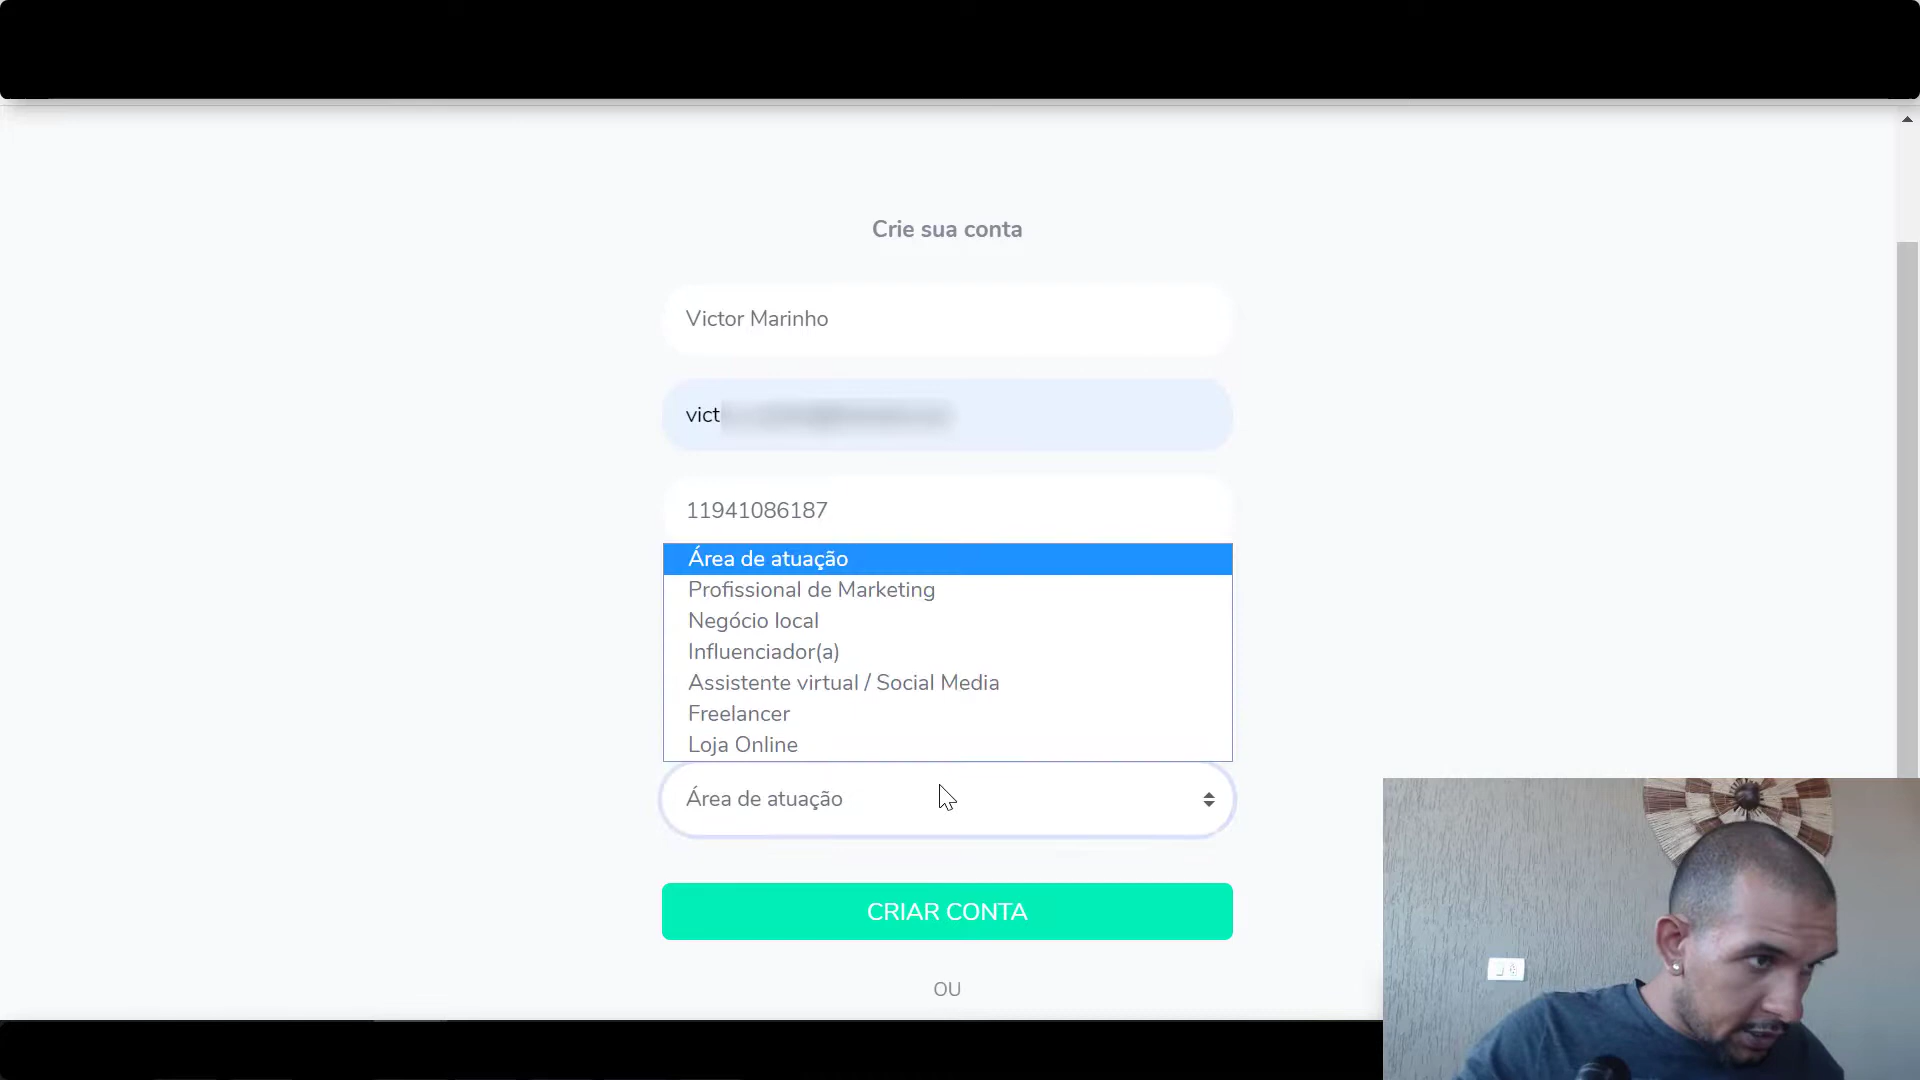 Crie sua conta
Victor Marinho
vict
11941086187
Área de atuação
Profissional de Marketing
Negócio local
Influenciador(a)
Assistente virtual / Social Media
Freelancer
Loja Online
Área de atuação
CRIAR CONTA
OU